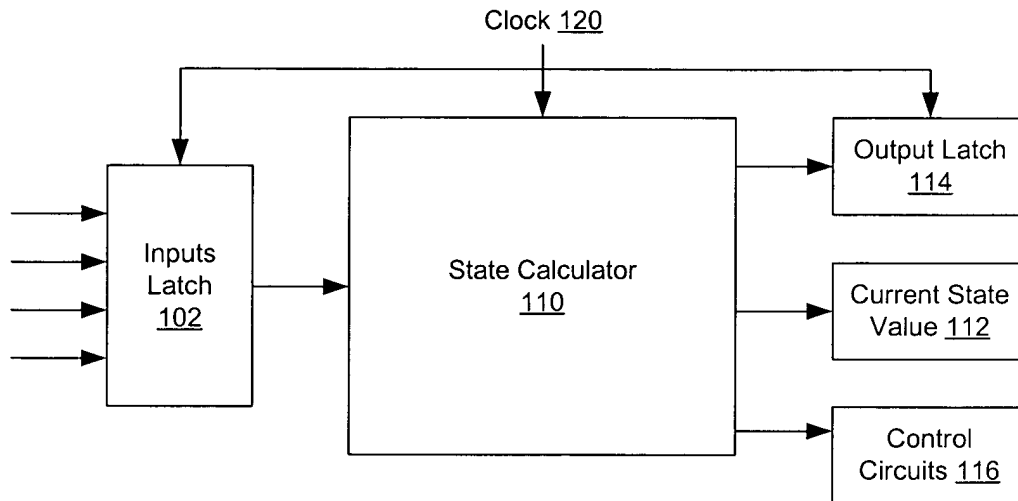 Clock 120
Inputs
Latch
102
State Calculator
110
Output Latch
114
Current State
Value 112
Control
Circuits 116